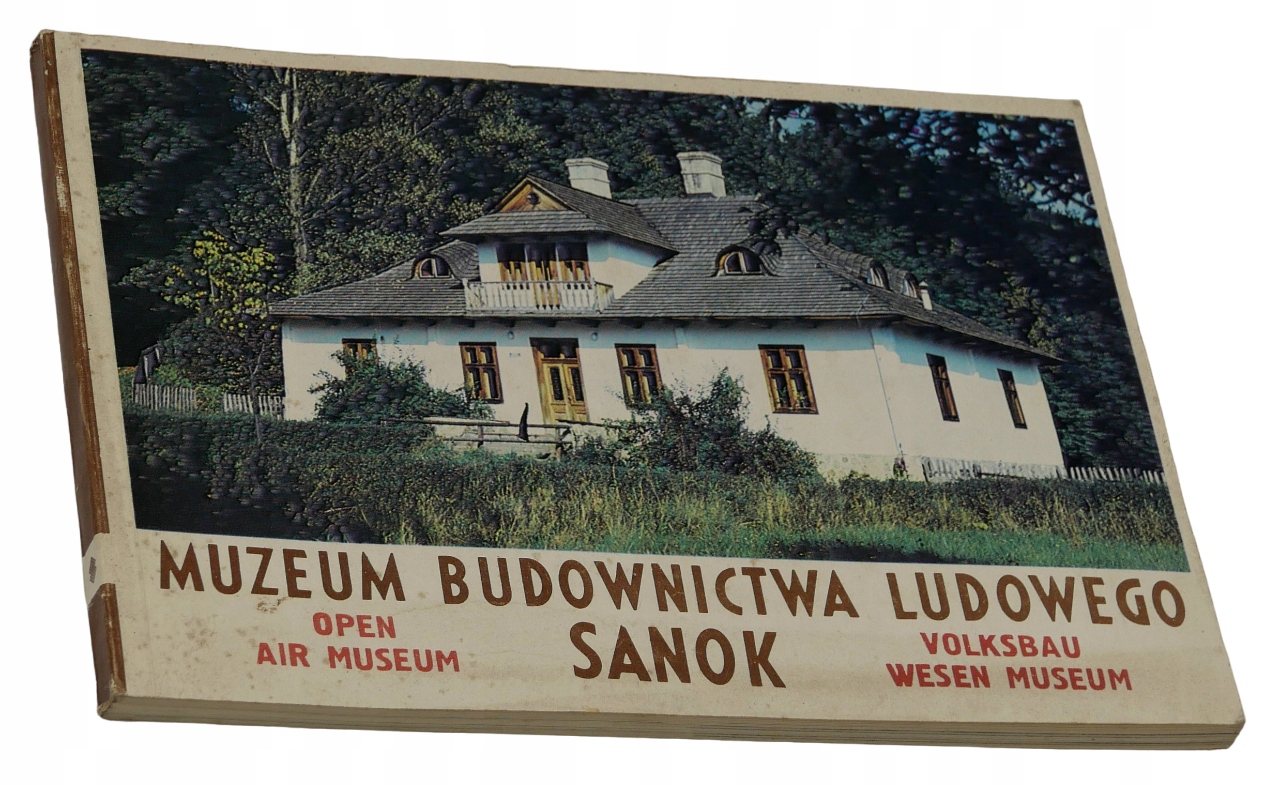 MUZEUM BUDOWNICTWA LUDOWEGO
SANOK
OPEN
AIR MUSEUM
VOLKSBAU
WESEN MUSEUM